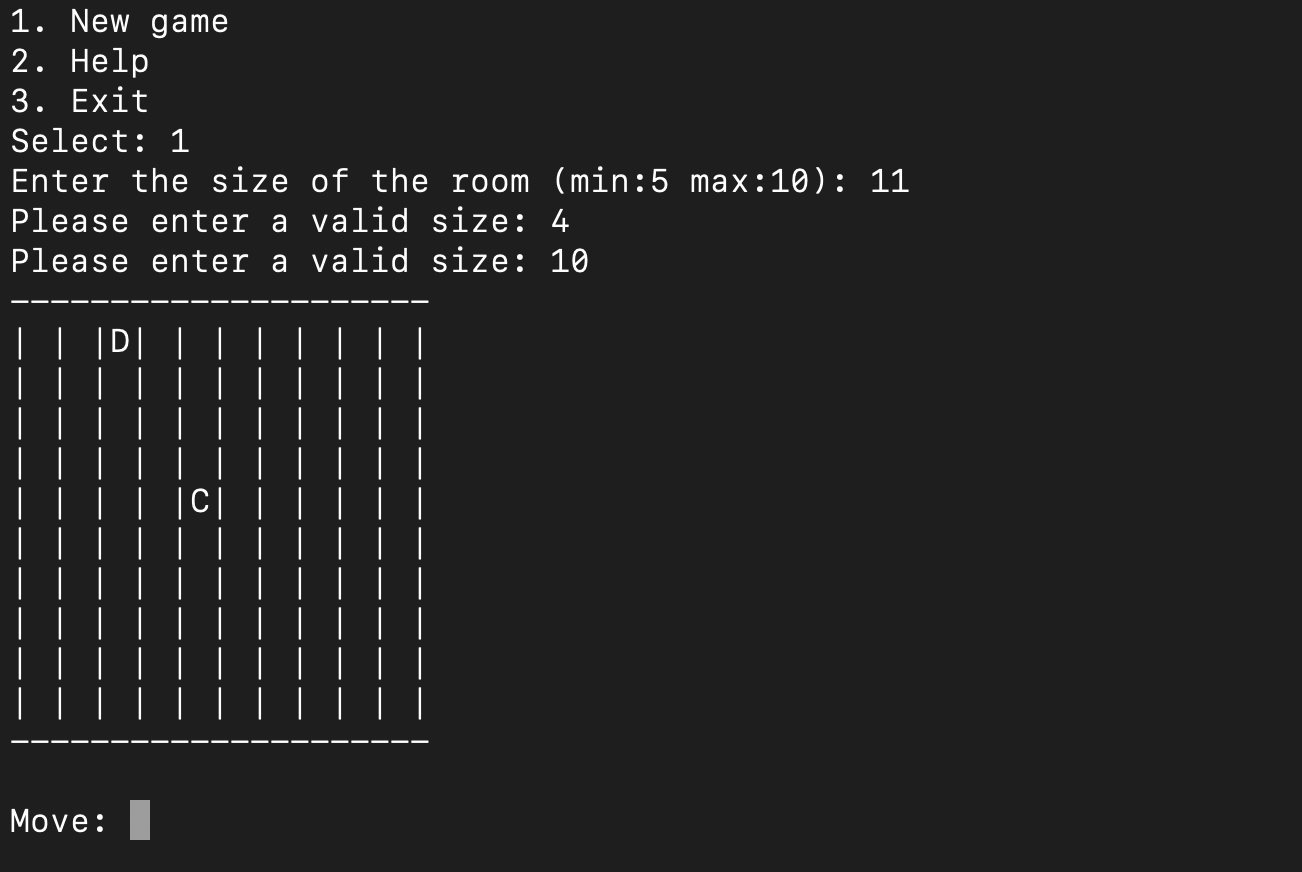 1. New game
2. Help
3. Exit
Select: 1
Enter the size of the room (min:5 max:10): 11
Please enter a valid size: 4
Please enter a valid size: 10
---------------------
| | |D| | | | | | | |
| | | | | | | | | | |
| | | | | | | | | | |
| | | | | | | | | | |
| | | | |C| | | | | |
| | | | | | | | | | |
| | | | | | | | | | |
| | | | | | | | | | |
| | | | | | | | | | |
| | | | | | | | | | |
---------------------
Move: